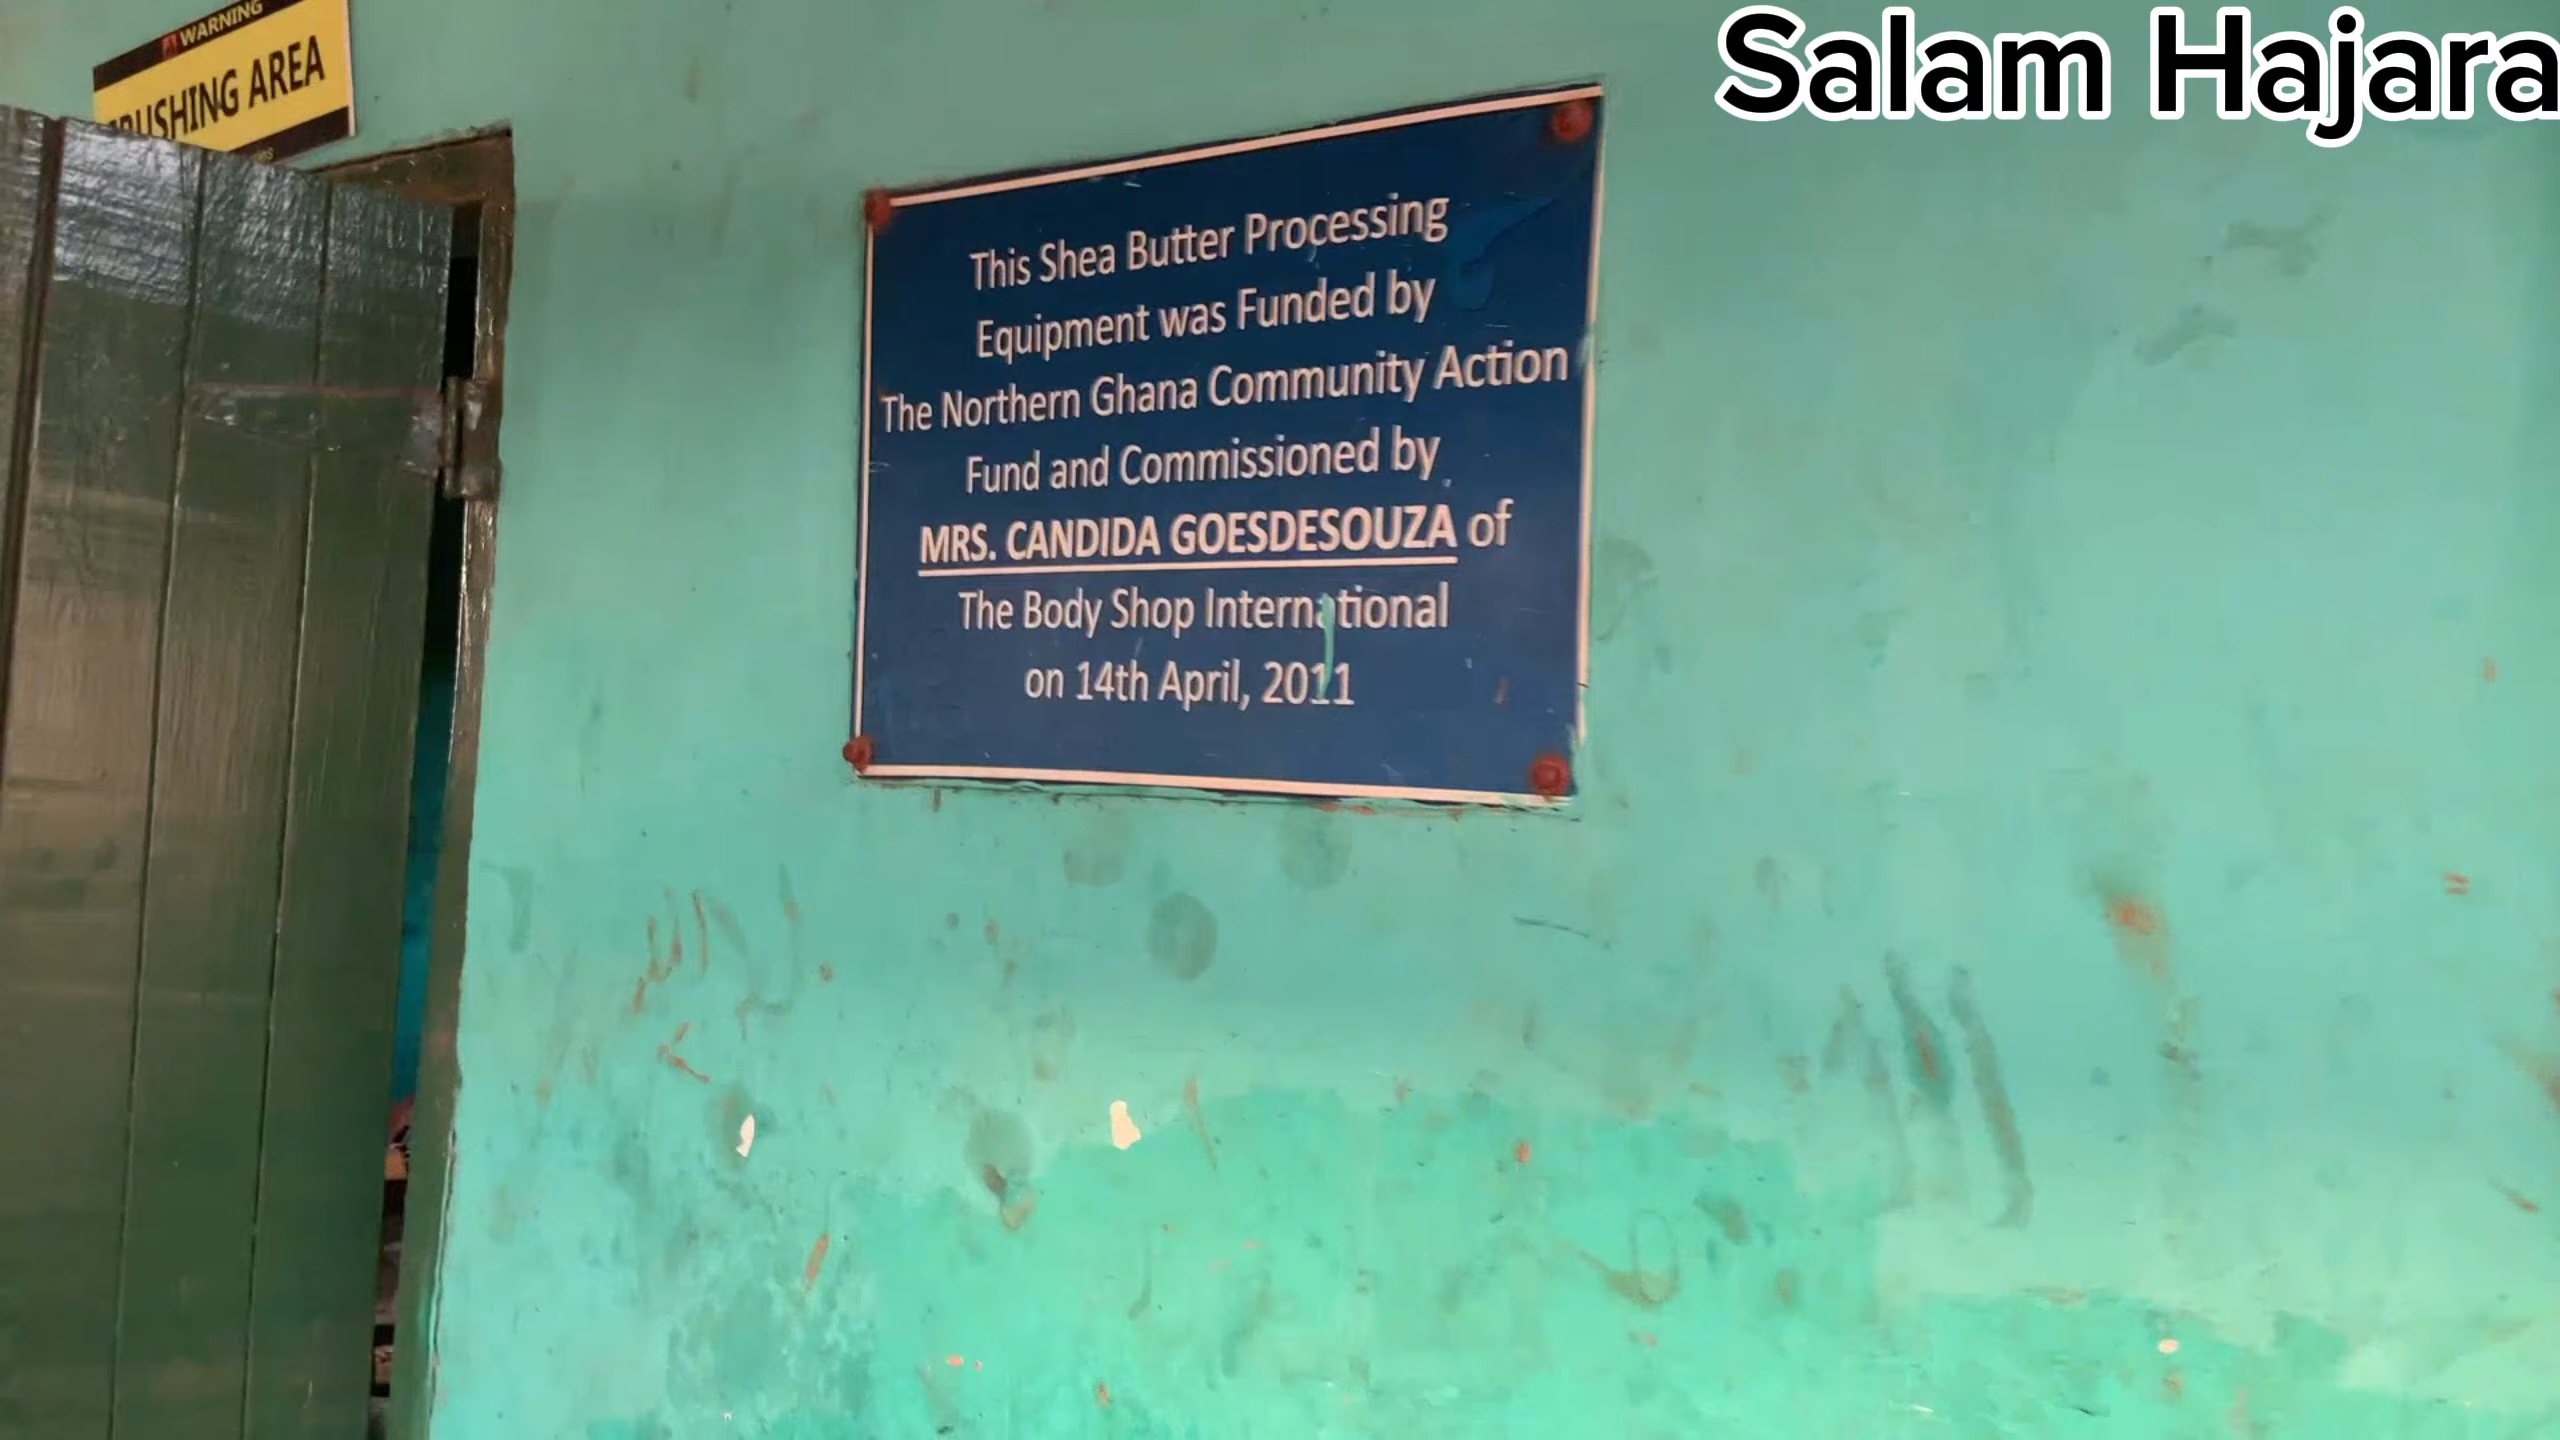 WARNING
CRUSHING AREA
Salam Hajara
This Shea Butter Processing
Equipment was Funded by
The Northern Ghana Community Action
Fund and Commissioned by
MRS. CANDIDA GOESDESOUZA of
The Body Shop International
on 14th April, 2011